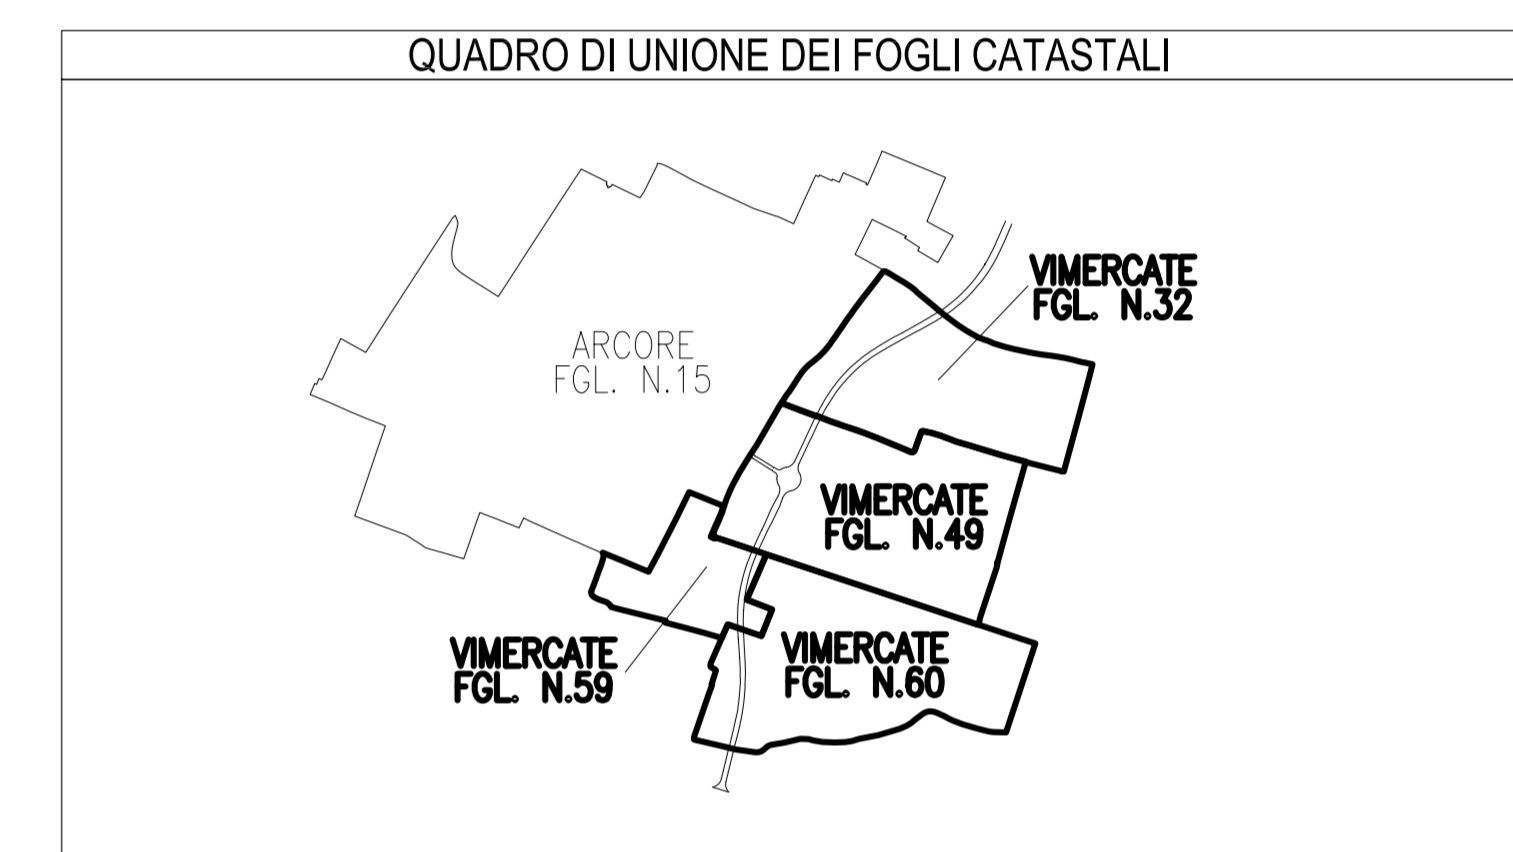 QUADRO DI UNIONE DEI FOGLI CATASTALI
VIMERCATE
FGL. N.32
ARCORE
FGL. N.15
VIMERCATE
FGL. N.49
VIMERCATE
FGL. N.59
VIMERCATE
FGL. N.60